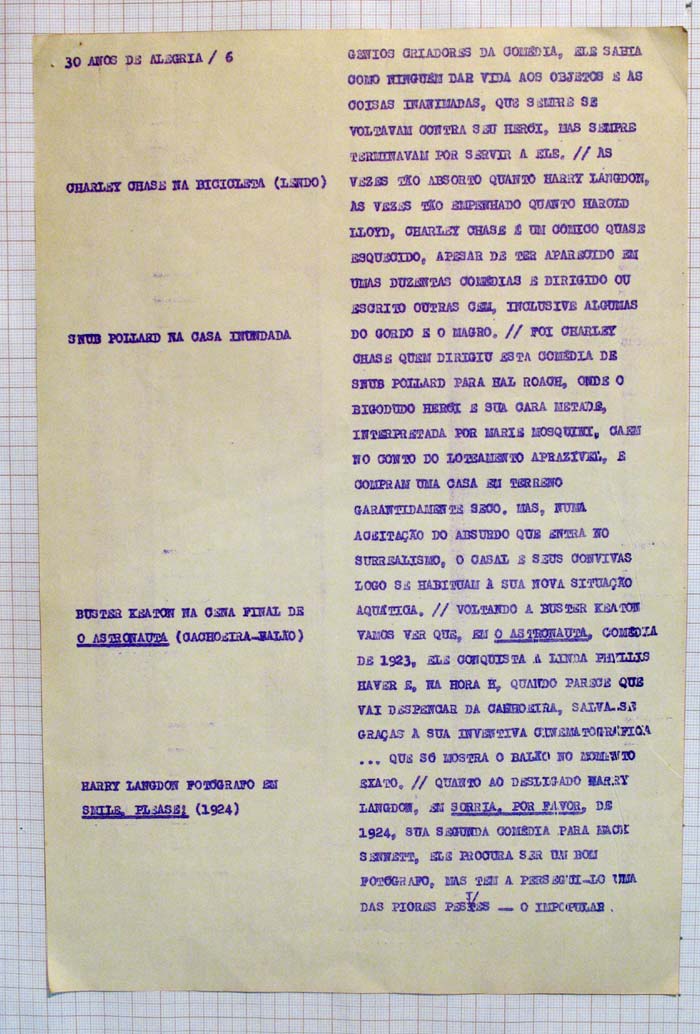 30 ANOS DE ALEGRIA / 6
CHARLEY CHASE NA BICICLETA (LENDO)
SNUB POLLARD NA CASA INUNDADA
BUSTER KEATON NA CENA FINAL DE
O ASTRONAUTA (CACHOEIRA-BALÃO)
HARRY LANGDON FOTÓGRAFO EM
SMILE, PLEASE! (1924)
GENIOS CRIADORES DA COMÉDIA, ELE SABIA
COMO NINGUÉM DAR VIDA AOS OBJETOS E ÀS
COISAS INANIMADAS, QUE SEMPRE SE
VOLTAVAM CONTRA SEU HERÓI, MAS SEMPRE
TERMINAVAM POR SERVIR A ELE. // ÀS
VEZES TÃO ABSORTO QUANTO HARRY LANGDON,
ÀS VEZES TÃO EMPENHADO QUANTO HAROLD
LLOYD, CHARLEY CHASE É UM CÔMICO QUASE
ESQUECIDO, APESAR DE TER APARECIDO EM
UMAS DUZENTAS COMÉDIAS E DIRIGIDO OU
ESCRITO OUTRAS CEM, INCLUSIVE ALGUMAS
DO GORDO E O MAGRO. // FOI CHARLEY
CHASE QUEM DIRIGIU ESTA COMÉDIA DE
SNUB POLLARD PARA HAL ROACH, ONDE O
BIGODUDO HERÓI E SUA CARA METADE,
INTERPRETADA POR MARIE MOSQUINI, CAEM
NO CONTO DO LOTEAMENTO APRAZÍVEL, E
COMPRAM UMA CASA EM TERRENO
GARANTIDAMENTE SECO. MAS, NUMA
ACEITAÇÃO DO ABSURDO QUE ENTRA NO
SURREALISMO, O CASAL E SEUS CONVIVAS
LOGO SE HABITUAM À SUA NOVA SITUAÇÃO
AQUÁTICA. // VOLTANDO A BUSTER KEATON
VAMOS VER QUE, EM O ASTRONAUTA, COMÉDIA
DE 1923, ELE CONQUISTA A LINDA PHYLLIS
HAVER E, NA HORA H, QUANDO PARECE QUE
VAI DESPENCAR DA CACHOEIRA, SALVA-SE
GRAÇAS À SUA INVENTIVA CINEMATOGRÁFICA
... QUE SÓ MOSTRA O BALÃO NO MOMENTO
EXATO. // QUANTO AO DESLIGADO HARRY
LANGDON, EM SORRIA, POR FAVOR, DE
1924, SUA SEGUNDA COMÉDIA PARA MACK
SENNETT, ELE PROCURA SER UM BOM
FOTÓGRAFO, MAS TEM A PERSEGUI-LO UMA
DAS PIORES PESTES — O IMPOPULAR.